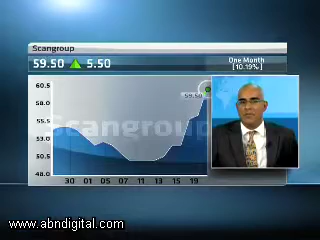 Scangroup
59.50 5.50
One Month
[10.19%]
60.5
58.0
55.5
53.0
50.5
48.0
59.50
Scangroup
30 01 05 07 11 13 15 19
www.abndigital.com